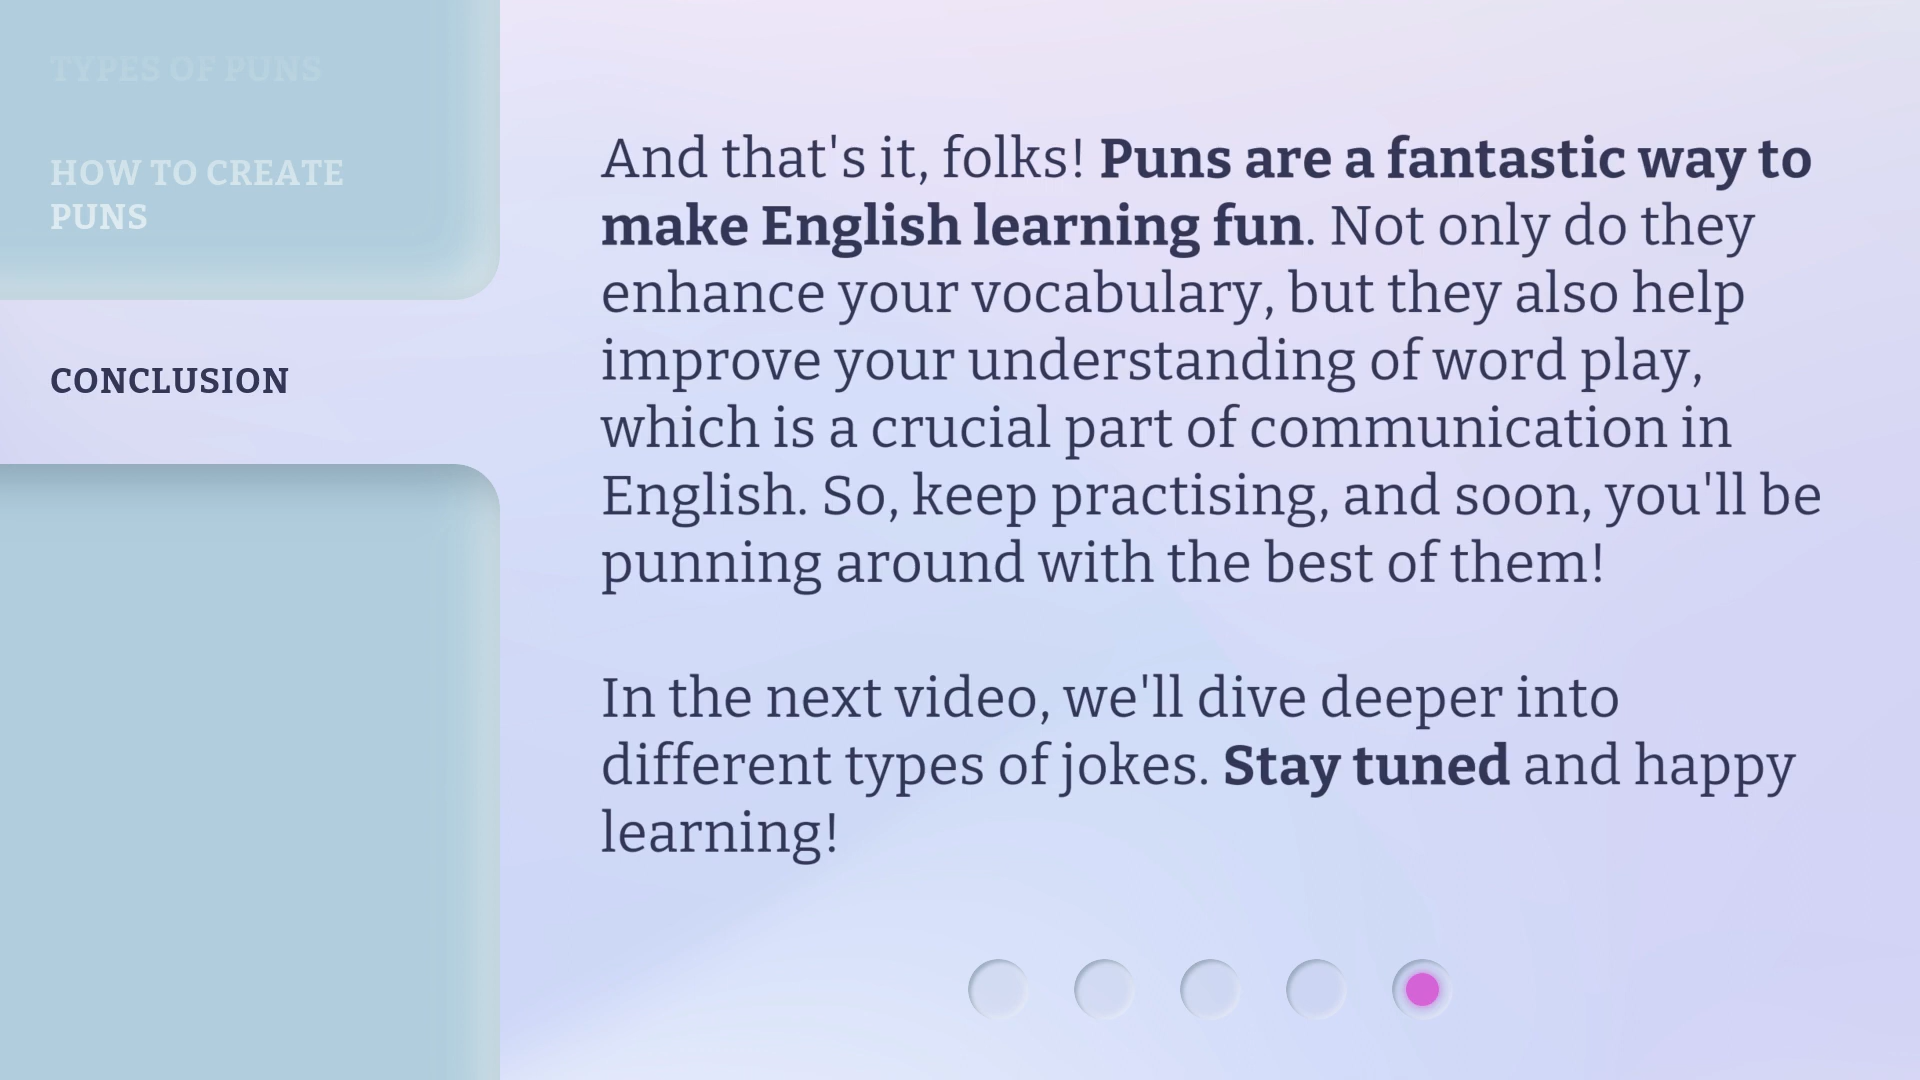 TYPES OF PUNS
HOW TO CREATE
PUNS
CONCLUSION
And that's it, folks! Puns are a fantastic way to
make English learning fun. Not only do they
enhance your vocabulary, but they also help
improve your understanding of word play,
which is a crucial part of communication in
English. So, keep practising, and soon, you'll be
punning around with the best of them!
In the next video, we'll dive deeper into
different types of jokes. Stay tuned and happy
learning!